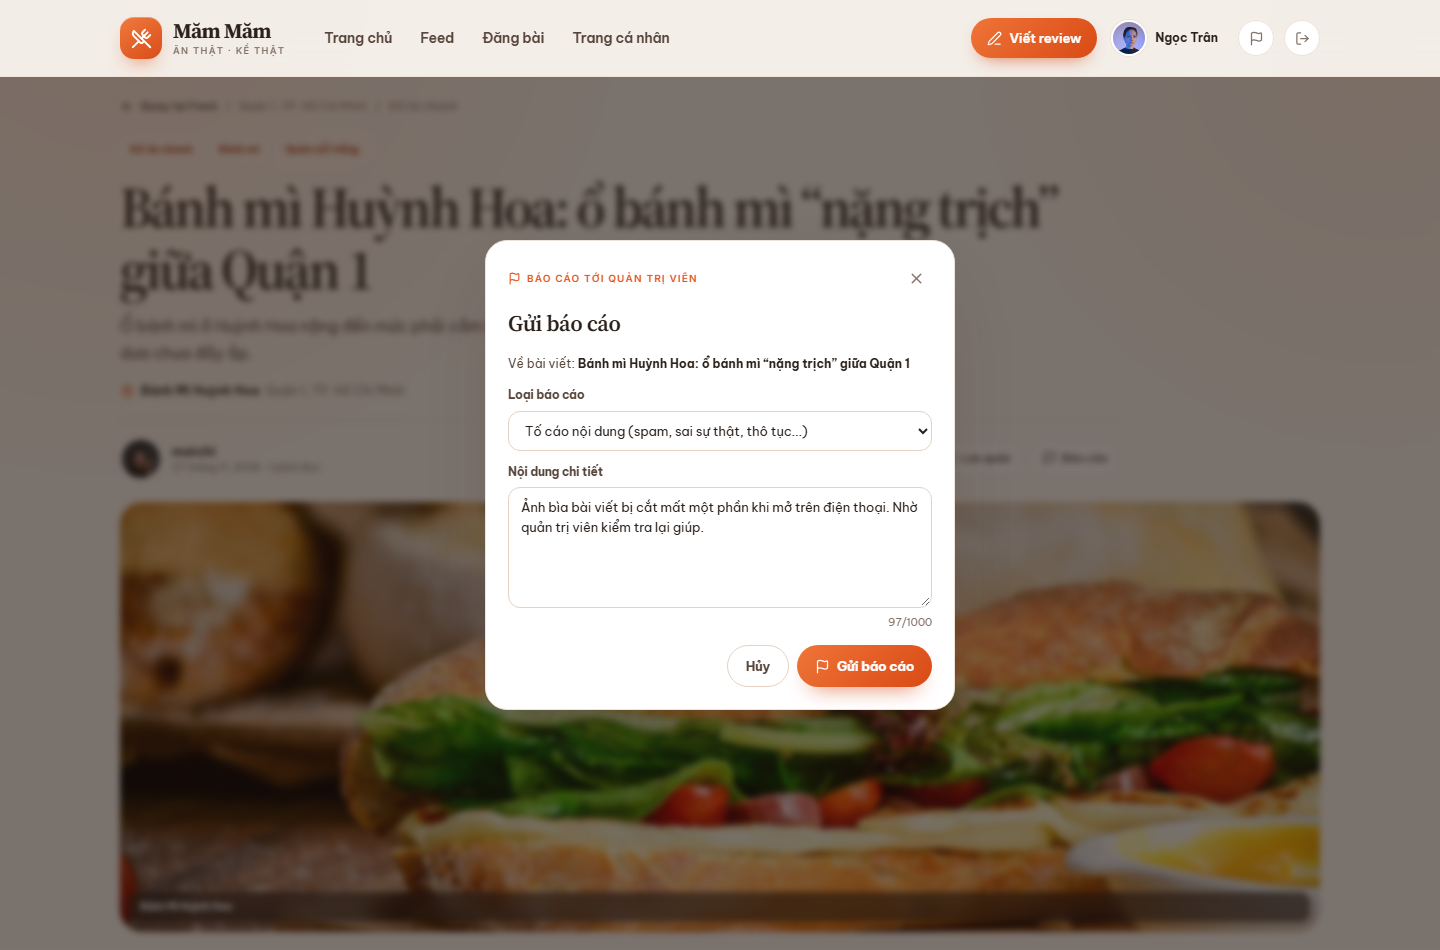 Măm Măm
ĂN THẬT · KỂ THẬT
Trang chủ
Feed
Đăng bài
Trang cá nhân
Viết review
Ngọc Trân
Bánh mì Huỳnh Hoa: ổ bánh mì “nặng trịch”
giữa Quận 1
BÁO CÁO TỚI QUẢN TRỊ VIÊN
Gửi báo cáo
Về bài viết: Bánh mì Huỳnh Hoa: ổ bánh mì “nặng trịch” giữa Quận 1
Loại báo cáo
Tố cáo nội dung (spam, sai sự thật, thô tục...)
Nội dung chi tiết
Ảnh bìa bài viết bị cắt mất một phần khi mở trên điện thoại. Nhờ
quản trị viên kiểm tra lại giúp.
97/1000
Hủy
Gửi báo cáo